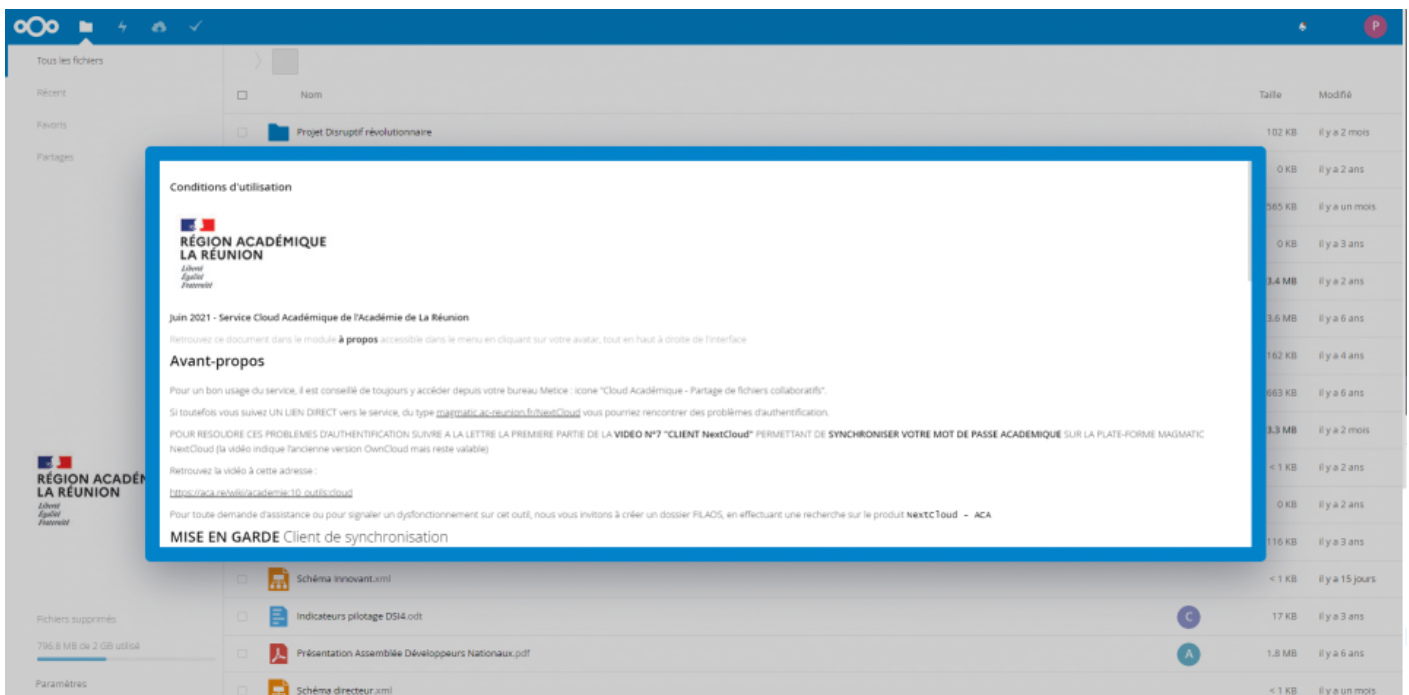 P
Tous les fichiers
Récent
Nom
Taille
Modifié
Favoris
Projet Disruptif révolutionnaire
102 KB
il y a 2 mois
Partages
0 KB
il y a 2 ans
565 KB
il y a un mois
0 KB
il y a 3 ans
3.4 MB
il y a 2 ans
3.6 MB
il y a 6 ans
162 KB
il y a 4 ans
663 KB
il y a 6 ans
3.3 MB
il y a 2 mois
< 1 KB
il y a 2 ans
0 KB
il y a 2 ans
116 KB
il y a 3 ans
Conditions d'utilisation
RÉGION ACADÉMIQUE
LA RÉUNION
Liberté
Égalité
Fraternité
Juin 2021 - Service Cloud Académique de l'Académie de La Réunion
Retrouvez ce document dans le module à propos accessible dans le menu en cliquant sur votre avatar, tout en haut à droite de l'interface
Avant-propos
Pour un bon usage du service, il est conseillé de toujours y accéder depuis votre bureau Metice : icone "Cloud Académique - Partage de fichiers collaboratifs".
Si toutefois vous suivez UN LIEN DIRECT vers le service, du type magmatic.ac-reunion.fr/NextCloud vous pourriez rencontrer des problèmes d'authentification.
POUR RESOUDRE CES PROBLEMES D'AUTHENTIFICATION SUIVRE A LA LETTRE LA PREMIERE PARTIE DE LA VIDEO N°7 "CLIENT NextCloud" PERMETTANT DE SYNCHRONISER VOTRE MOT DE PASSE ACADEMIQUE SUR LA PLATE-FORME MAGMATIC
NextCloud (la vidéo indique l'ancienne version OwnCloud mais reste valable)
Retrouvez la vidéo à cette adresse :
https://aca.re/wiki/academie:10_outils:cloud
Pour toute demande d'assistance ou pour signaler un dysfonctionnement sur cet outil, nous vous invitons à créer un dossier FILAOS, en effectuant une recherche sur le produit NextCloud - ACA
MISE EN GARDE Client de synchronisation
RÉGION ACADÉM
LA RÉUNION
Liberté
Égalité
Fraternité
Schéma Innovant.xml
< 1 KB
il y a 15 jours
Fichiers supprimés
Indicateurs pilotage DSI4.odt
C
17 KB
il y a 3 ans
796.8 MB de 2 GB utilisé
Présentation Assemblée Développeurs Nationaux.pdf
A
1.8 MB
il y a 6 ans
Paramètres
Schéma directeur.xml
< 1 KB
il y a un mois